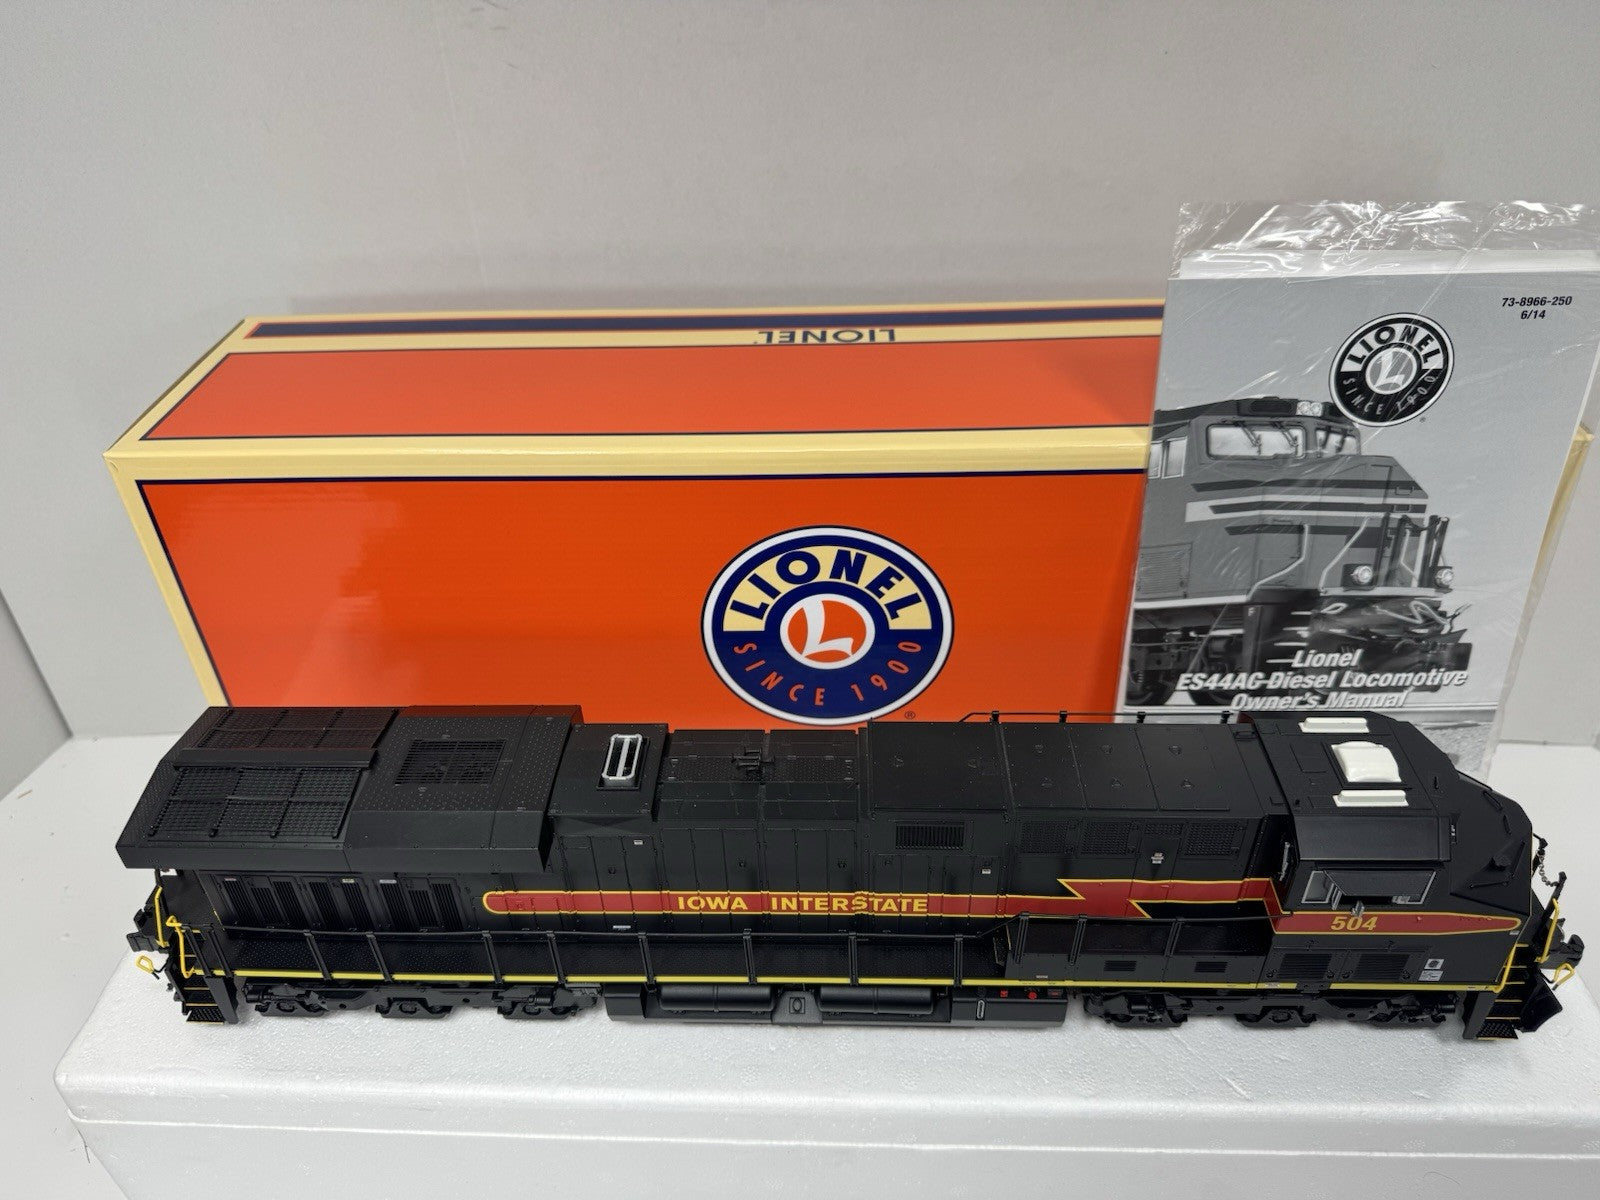 LIONEL
LIONEL
L
SINCE 1900
®
73-8966-250
6/14
LIONEL
L
SINCE 1900
Lionel
ES44AC Diesel Locomotive
Owner's Manual
IOWA INTERSTATE
504